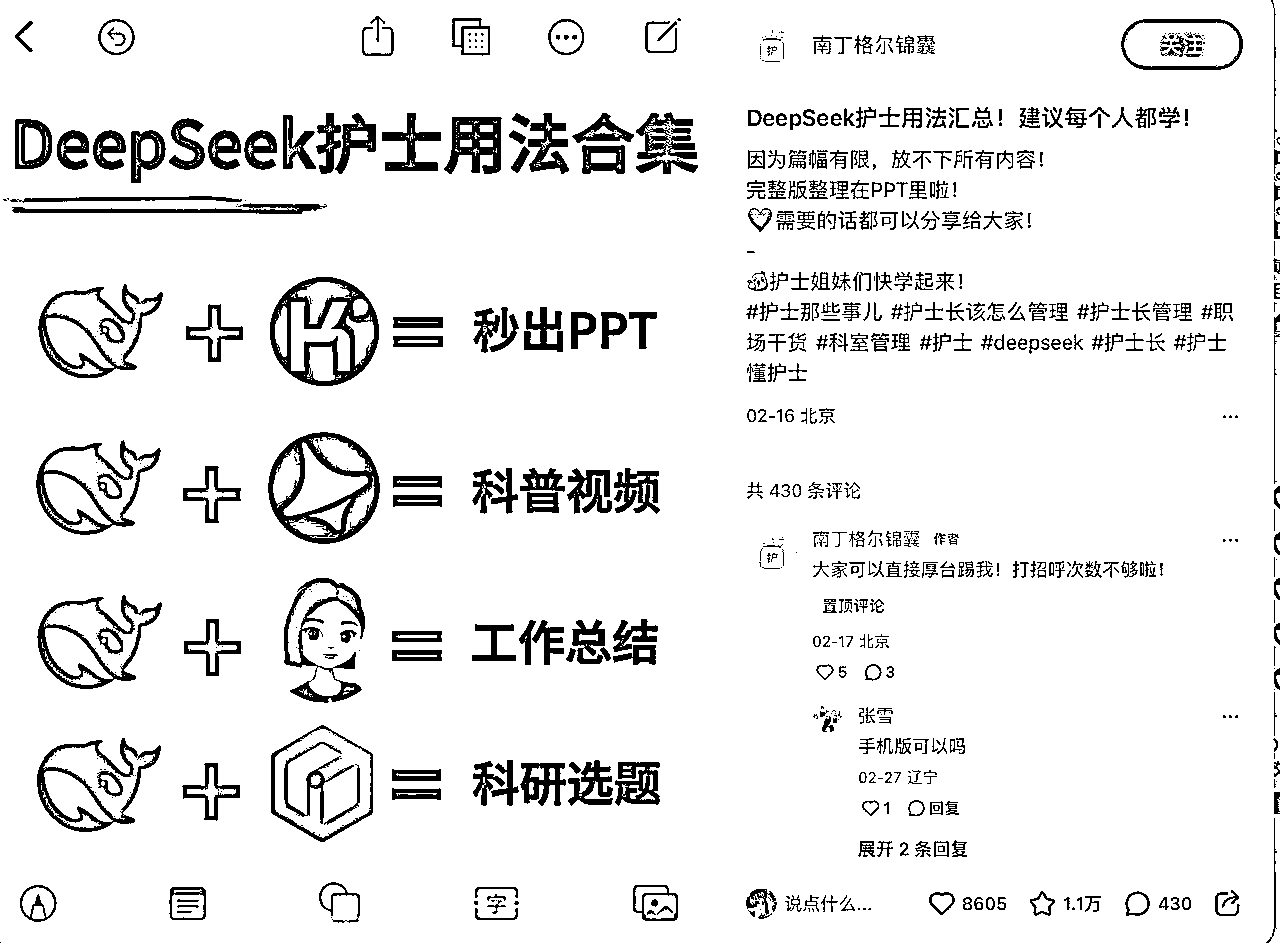 DeepSeek护士用法合集
+ = 秒出PPT
+ = 科普视频
+ = 工作总结
+ = 科研选题
字
护
南丁格尔锦囊
关注
DeepSeek护士用法汇总！建议每个人都学！
因为篇幅有限，放不下所有内容！
完整版整理在PPT里啦！
需要的话都可以分享给大家！
-
护士姐妹们快学起来！
#护士那些事儿 #护士长该怎么管理 #护士长管理 #职
场干货 #科室管理 #护士 #deepseek #护士长 #护士
懂护士
02-16 北京
共 430 条评论
护
南丁格尔锦囊 作者
大家可以直接厚台踢我！打招呼次数不够啦！
置顶评论
02-17 北京
5 3
张雪
手机版可以吗
02-27 辽宁
1 回复
展开 2 条回复
说点什么... 8605 1.1万 430